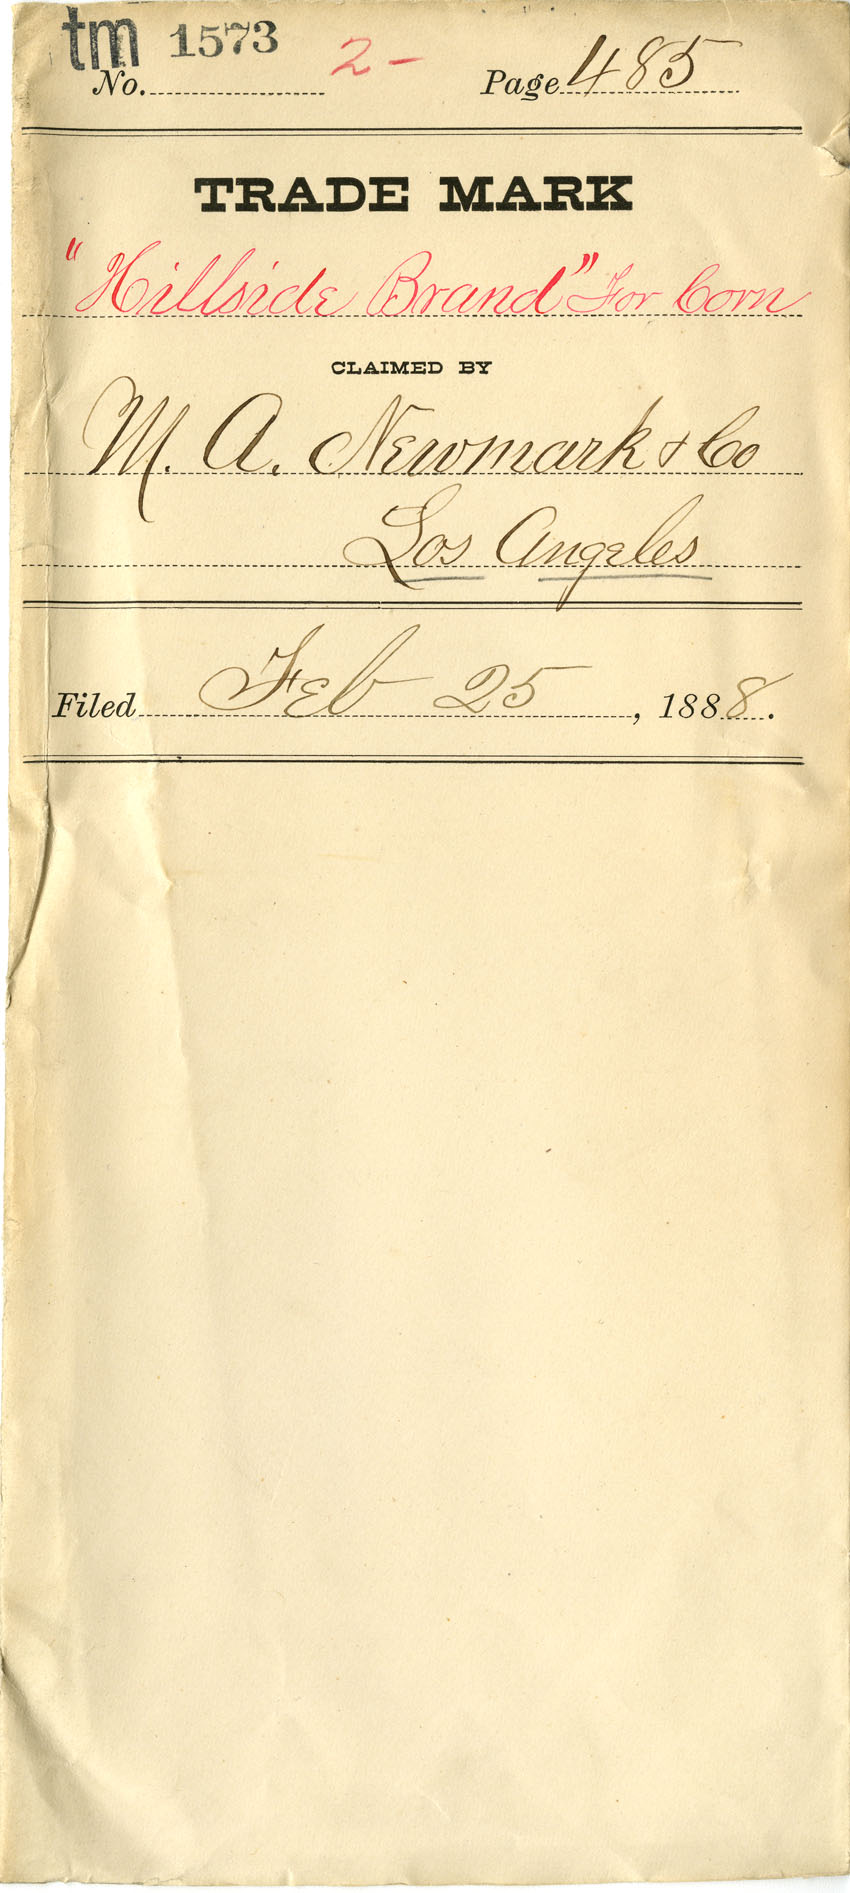 tm 1573 2-
No. Page 485
TRADE MARK
"Hillside Brand" For Corn
CLAIMED BY
M. A. Newmark & Co
Los Angeles
Filed Feb 25, 1888.